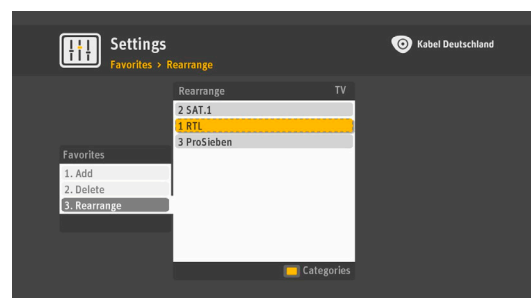 Settings
Favorites > Rearrange
Kabel Deutschland
Rearrange TV
2 SAT.1
1 RTL
3 ProSieben
Favorites
1. Add
2. Delete
3. Rearrange
Categories